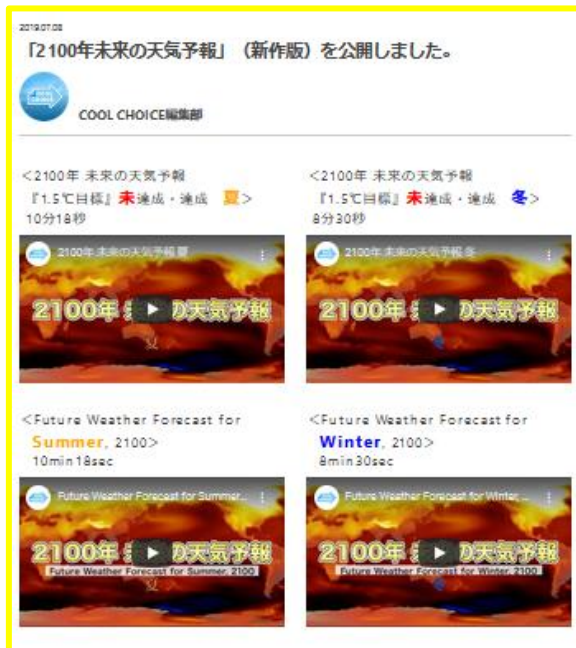 2019.07.08
「2100年未来の天気予報」（新作版）を公開しました。
COOL CHOICE編集部
＜2100年 未来の天気予報
『1.5℃目標』未達成・達成　夏＞
10分18秒
2100年 未来の天気予報 夏
2100年 の天気予報
夏
＜2100年 未来の天気予報
『1.5℃目標』未達成・達成　冬＞
8分30秒
2100年 未来の天気予報 冬
2100年 の天気予報
冬
<Future Weather Forecast for
Summer, 2100>
10min18sec
Future Weather Forecast for Summer...
2100年 の天気予報
Future Weather Forecast for Summer, 2100
夏
<Future Weather Forecast for
Winter, 2100>
8min30sec
Future Weather Forecast for Winter, ...
2100年 の天気予報
Future Weather Forecast for Winter, 2100
冬